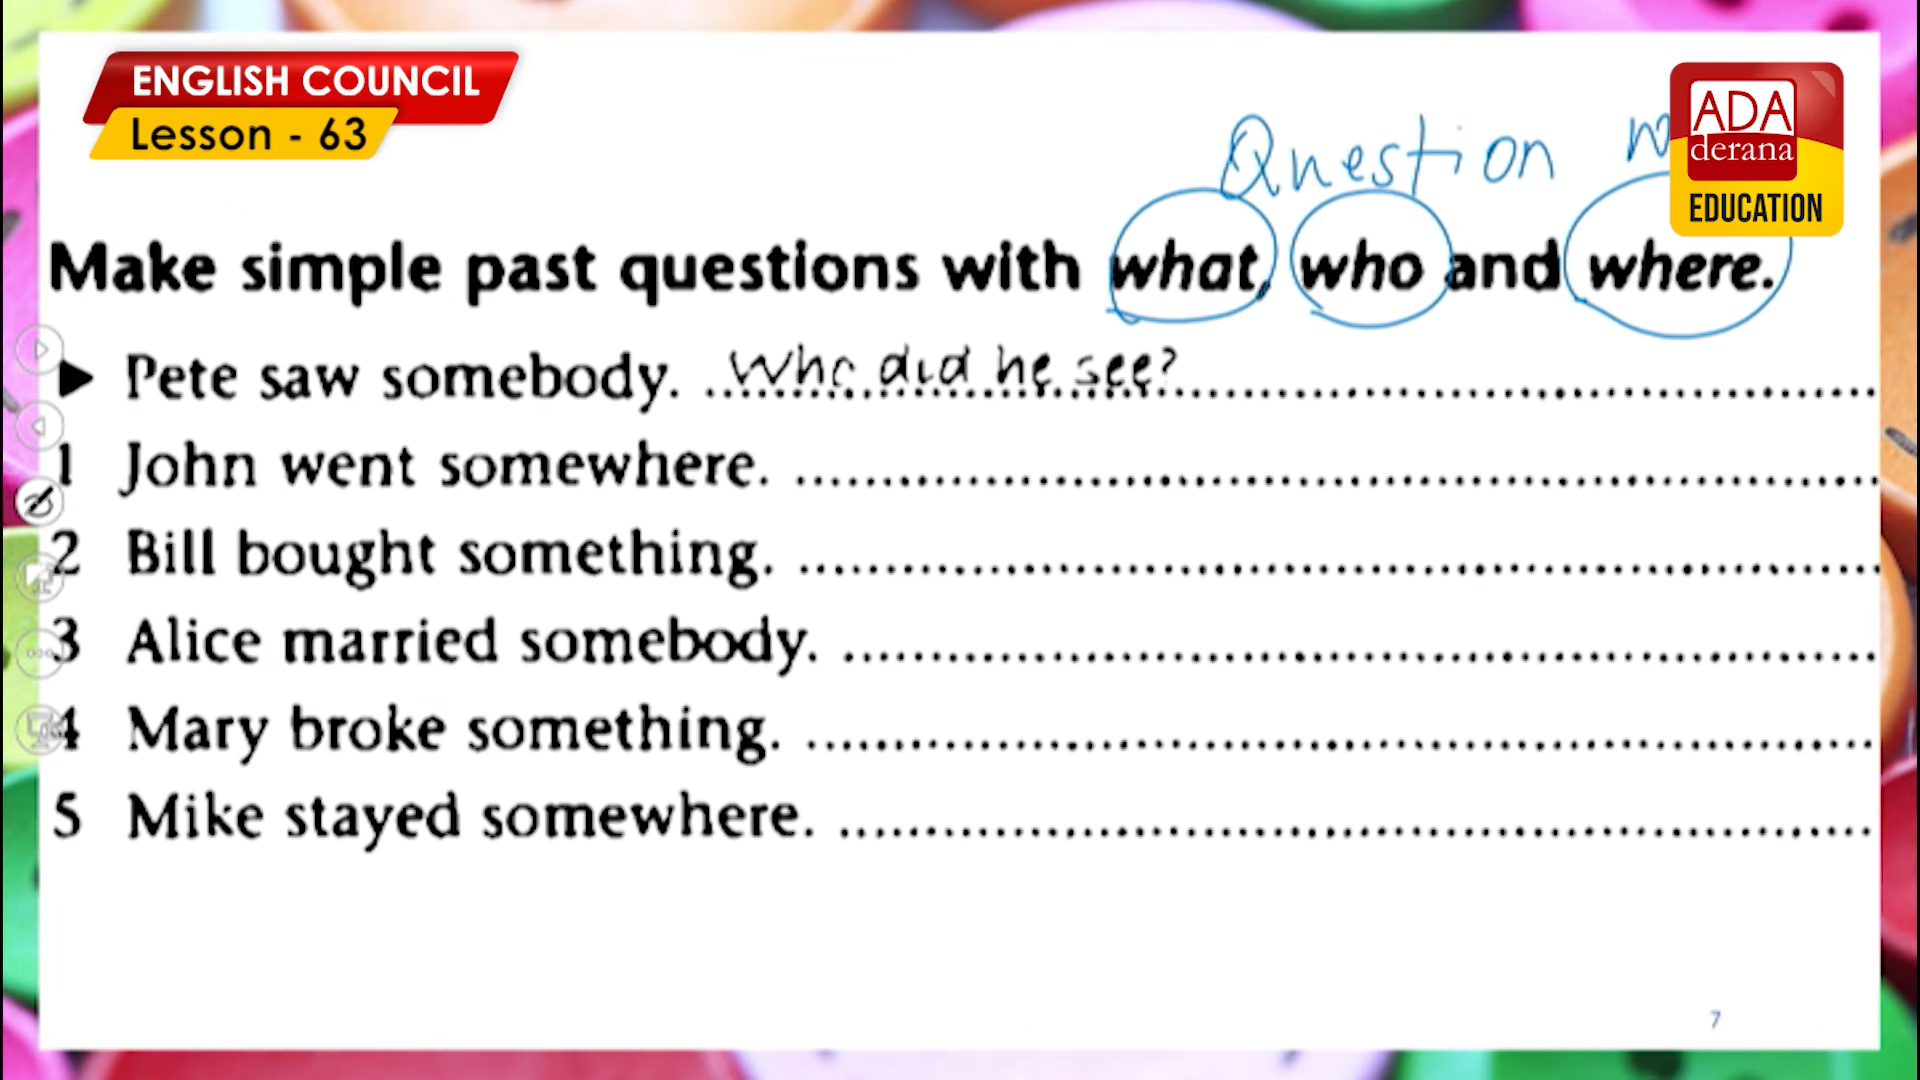 ENGLISH COUNCIL
Lesson - 63
ADA
derana
EDUCATION
Question
Make simple past questions with what, who and where.
Pete saw somebody. Who did he see?
1 John went somewhere.
2 Bill bought something.
3 Alice married somebody.
4 Mary broke something.
5 Mike stayed somewhere.
7